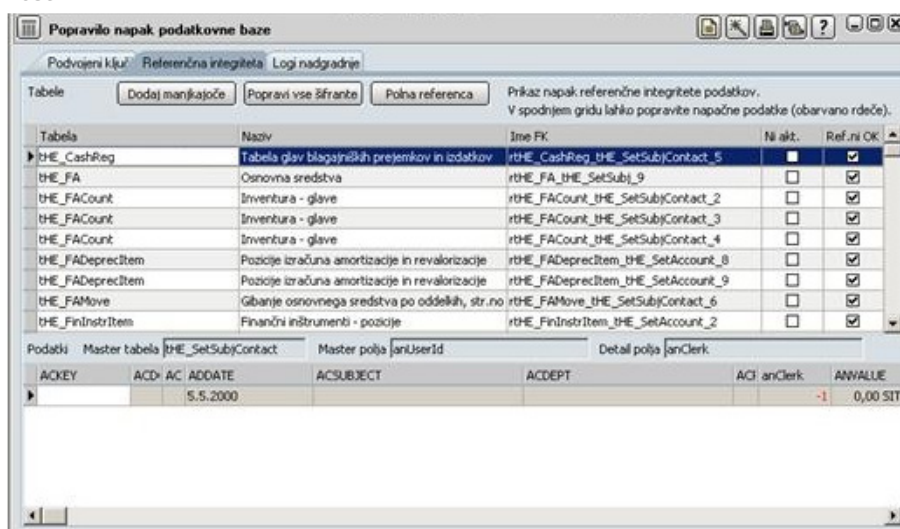 Popravilo napak podatkovne baze
Podvojeni ključ Referenčna integriteta Logi nadgradnje
Tabele Dodaj manjkajoče Popravi vse šifrante Polna referenca Prikaz napak referenčne integritete podatkov.
V spodnjem gridu lahko popravite napačne podatke (obarvano rdeče).
Tabela Naziv Ime FK Ni akt. Ref.ni OK
tHE_CashReg Tabela glav blagajniških prejemkov in izdatkov rtHE_CashReg_tHE_SetSubjContact_5
tHE_FA Osnovna sredstva rtHE_FA_tHE_SetSubj_9
tHE_FACount Inventura - glave rtHE_FACount_tHE_SetSubjContact_2
tHE_FACount Inventura - glave rtHE_FACount_tHE_SetSubjContact_3
tHE_FACount Inventura - glave rtHE_FACount_tHE_SetSubjContact_4
tHE_FADeprecItem Pozicije izračuna amortizacije in revalorizacije rtHE_FADeprecItem_tHE_SetAccount_8
tHE_FADeprecItem Pozicije izračuna amortizacije in revalorizacije rtHE_FADeprecItem_tHE_SetAccount_9
tHE_FAMove Gibanje osnovnega sredstva po oddelkih, str.no rtHE_FAMove_tHE_SetSubjContact_6
tHE_FinInstrItem Finančni inštrumenti - pozicije rtHE_FinInstrItem_tHE_SetAccount_2
Podatki Master tabela tHE_SetSubjContact Master polja anUserId Detail polja anClerk
ACKEY ACD AC ADDATE ACSUBJECT ACDEPT ACF anClerk ANVALUE
5.5.2000 -1 0,00 SIT